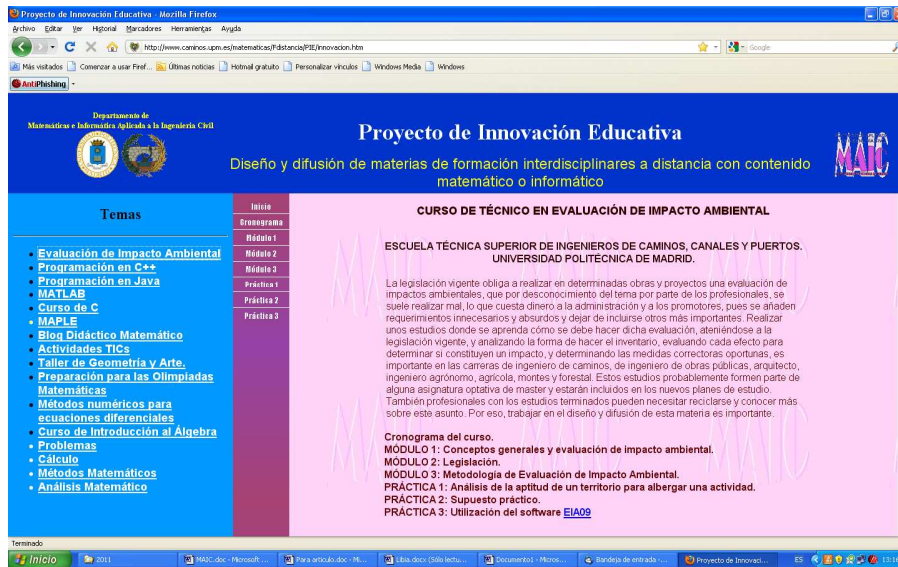 Proyecto de Innovación Educativa - Mozilla Firefox
Archivo Editar Ver Historial Marcadores Herramientas Ayuda
http://www.caminos.upm.es/matematicas/Fdistancia/PIE/innovacion.htm
Google
Más visitados Comenzar a usar Firef... Últimas noticias Hotmail gratuito Personalizar vínculos Windows Media Windows
AntiPhishing
Departamento de
Matemáticas e Informática Aplicada a la Ingeniería Civil
Proyecto de Innovación Educativa
Diseño y difusión de materias de formación interdisciplinares a distancia con contenido
matemático o informático
MAIC
Temas
Evaluación de Impacto Ambiental
Programación en C++
Programación en Java
MATLAB
Curso de C
MAPLE
Blog Didáctico Matemático
Actividades TICs
Taller de Geometría y Arte.
Preparación para las Olimpiadas
Matemáticas
Métodos numéricos para
ecuaciones diferenciales
Curso de Introducción al Álgebra
Problemas
Cálculo
Métodos Matemáticos
Análisis Matemático
Inicio
Cronograma
Módulo 1
Módulo 2
Módulo 3
Práctica 1
Práctica 2
Práctica 3
CURSO DE TÉCNICO EN EVALUACIÓN DE IMPACTO AMBIENTAL
ESCUELA TÉCNICA SUPERIOR DE INGENIEROS DE CAMINOS, CANALES Y PUERTOS.
UNIVERSIDAD POLITÉCNICA DE MADRID.
La legislación vigente obliga a realizar en determinadas obras y proyectos una evaluación de
impactos ambientales, que por desconocimiento del tema por parte de los profesionales, se
suele realizar mal, lo que cuesta dinero a la administración y a los promotores, pues se añaden
requerimientos innecesarios y absurdos y dejar de incluirse otros más importantes. Realizar
unos estudios donde se aprenda cómo se debe hacer dicha evaluación, ateniéndose a la
legislación vigente, y analizando la forma de hacer el inventario, evaluando cada efecto para
determinar si constituyen un impacto, y determinando las medidas correctoras oportunas, es
importante en las carreras de ingeniero de caminos, de ingeniero de obras públicas, arquitecto,
ingeniero agrónomo, agrícola, montes y forestal. Estos estudios probablemente formen parte de
alguna asignatura optativa de master y estarán incluidos en los nuevos planes de estudio.
También profesionales con los estudios terminados pueden necesitar reciclarse y conocer más
sobre este asunto. Por eso, trabajar en el diseño y difusión de esta materia es importante.
Cronograma del curso.
MÓDULO 1: Conceptos generales y evaluación de impacto ambiental.
MÓDULO 2: Legislación.
MÓDULO 3: Metodología de Evaluación de Impacto Ambiental.
PRÁCTICA 1: Análisis de la aptitud de un territorio para albergar una actividad.
PRÁCTICA 2: Supuesto práctico.
PRÁCTICA 3: Utilización del software EIA09
Terminado
Inicio 2011 MAIC.doc - Microsoft ... Para articulo.doc - Mi... Libia.docx (Sólo lectu... Documento1 - Micros... Bandeja de entrada -... Proyecto de Innovaci... ES 13:16